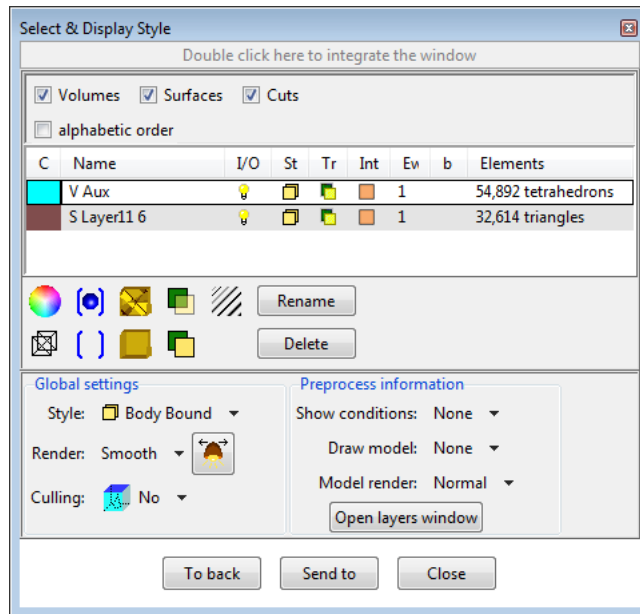 Select & Display Style
Double click here to integrate the window
Volumes Surfaces Cuts
alphabetic order
C Name I/O St Tr Int Ew b Elements
V Aux 1 54,892 tetrahedrons
S Layer11 6 1 32,614 triangles
Rename
Delete
Global settings
Style: Body Bound
Render: Smooth
Culling: No
Preprocess information
Show conditions: None
Draw model: None
Model render: Normal
Open layers window
To back Send to Close